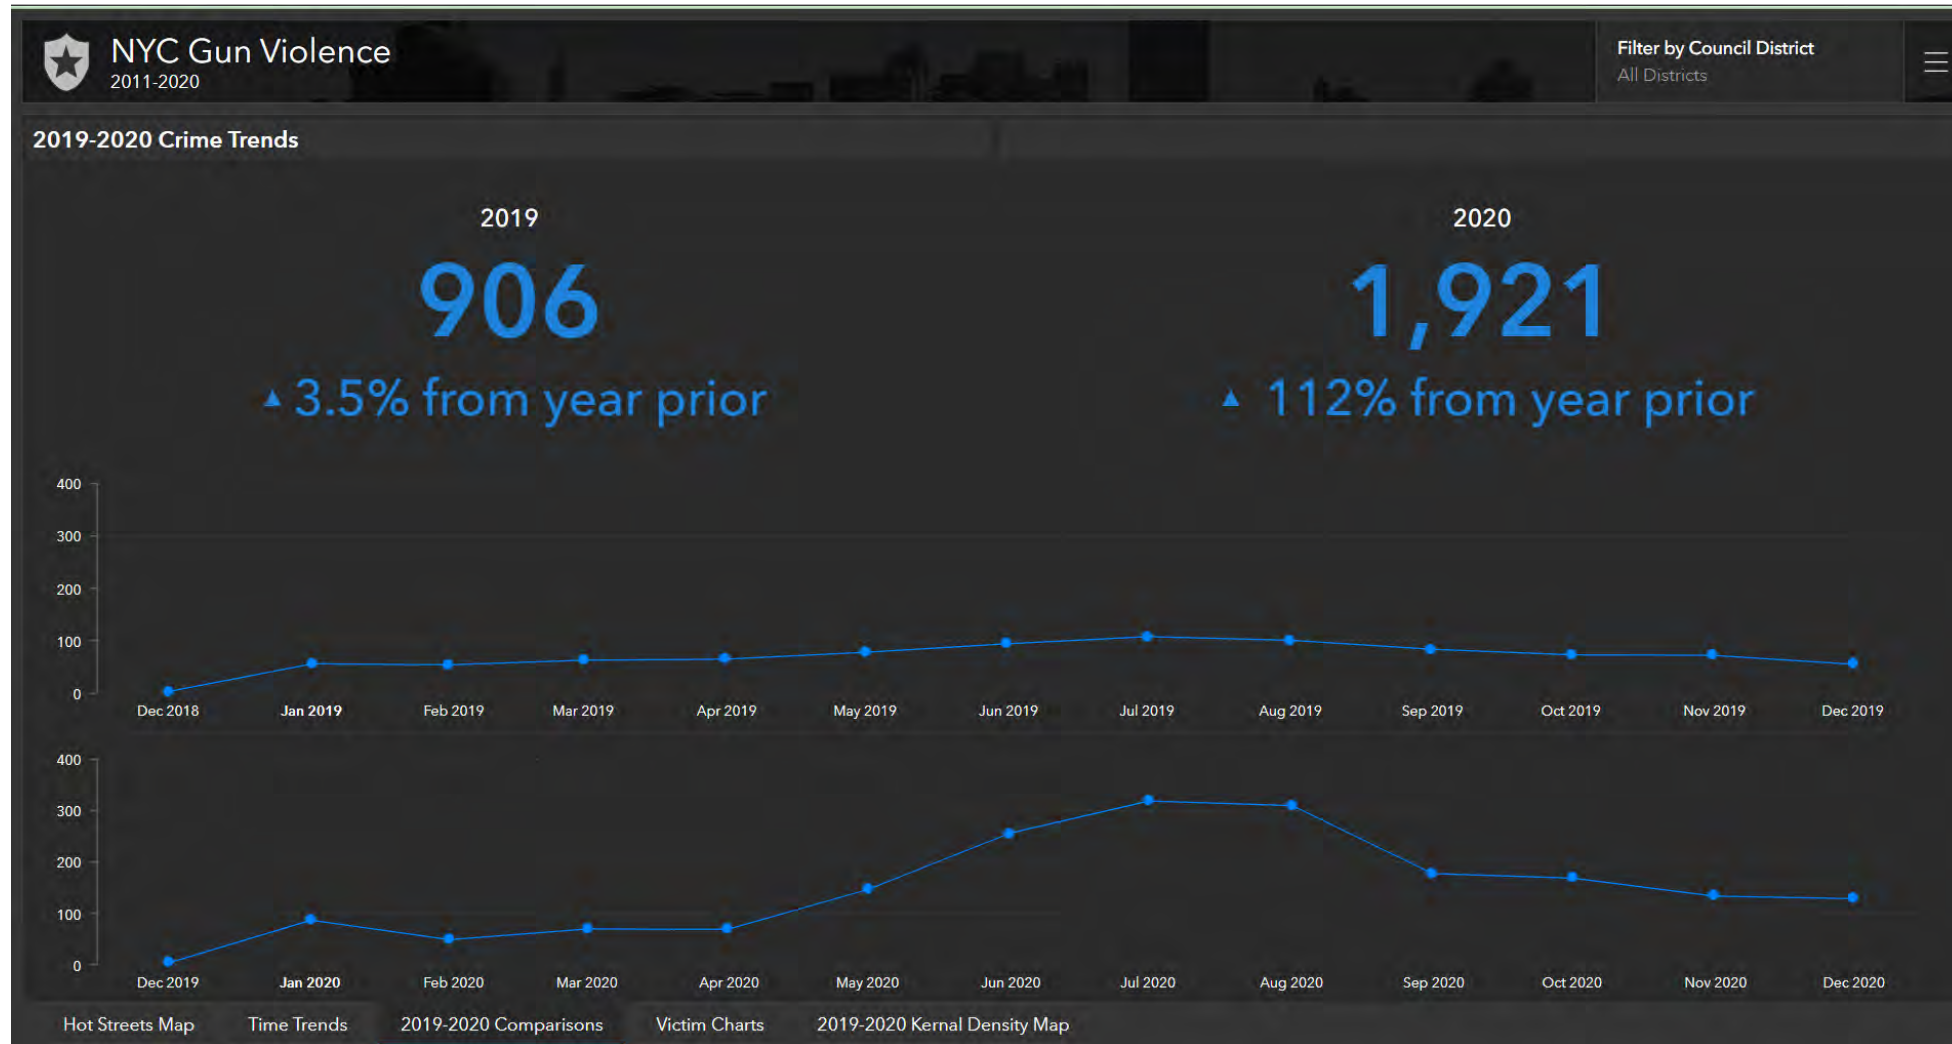 NYC Gun Violence
2011-2020
Filter by Council District
All Districts
2019-2020 Crime Trends
2019
906
▲ 3.5% from year prior
2020
1,921
▲ 112% from year prior
400
300
200
100
0
Dec 2018 Jan 2019 Feb 2019 Mar 2019 Apr 2019 May 2019 Jun 2019 Jul 2019 Aug 2019 Sep 2019 Oct 2019 Nov 2019 Dec 2019
400
300
200
100
0
Dec 2019 Jan 2020 Feb 2020 Mar 2020 Apr 2020 May 2020 Jun 2020 Jul 2020 Aug 2020 Sep 2020 Oct 2020 Nov 2020 Dec 2020
Hot Streets Map Time Trends 2019-2020 Comparisons Victim Charts 2019-2020 Kernal Density Map